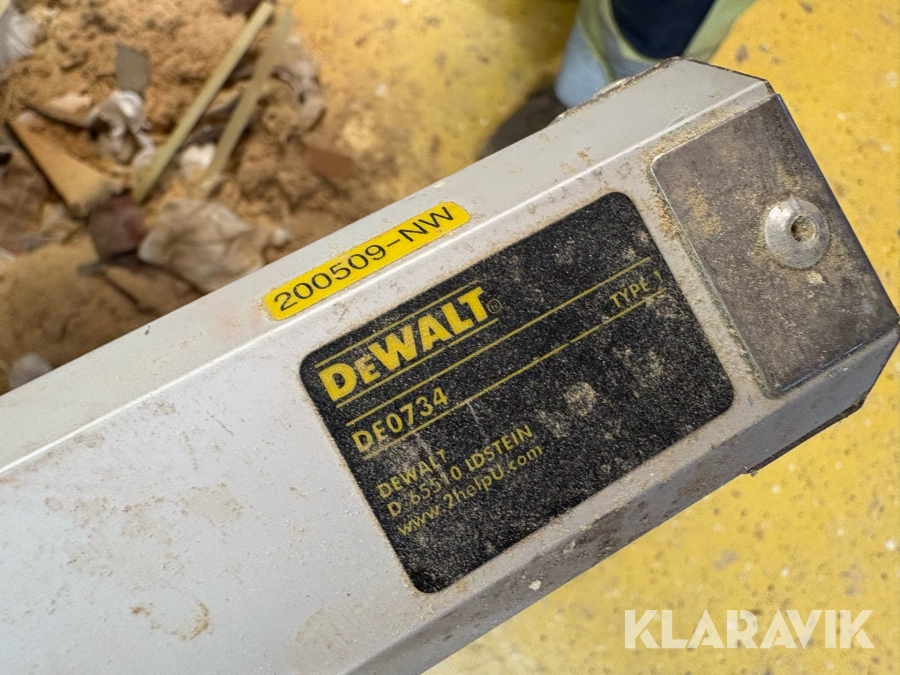 200509-NW
DEWALT®
TYPE 1
DE0734
DEWALT
D-65510 IDSTEIN
www.2helpU.com
KLARAVIK